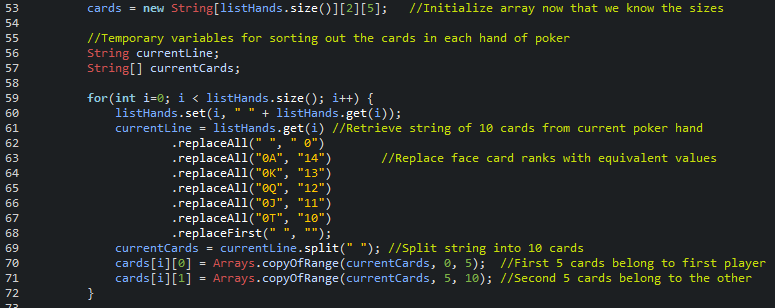 53 cards = new String[listHands.size()][2][5]; //Initialize array now that we know the sizes
54
55 //Temporary variables for sorting out the cards in each hand of poker
56 String currentLine;
57 String[] currentCards;
58
59 for(int i=0; i < listHands.size(); i++) {
60 listHands.set(i, " " + listHands.get(i));
61 currentLine = listHands.get(i) //Retrieve string of 10 cards from current poker hand
62 .replaceAll(" ", " 0")
63 .replaceAll("0A", "14") //Replace face card ranks with equivalent values
64 .replaceAll("0K", "13")
65 .replaceAll("0Q", "12")
66 .replaceAll("0J", "11")
67 .replaceAll("0T", "10")
68 .replaceFirst(" ", "");
69 currentCards = currentLine.split(" "); //Split string into 10 cards
70 cards[i][0] = Arrays.copyOfRange(currentCards, 0, 5); //First 5 cards belong to first player
71 cards[i][1] = Arrays.copyOfRange(currentCards, 5, 10); //Second 5 cards belong to the other
72 }